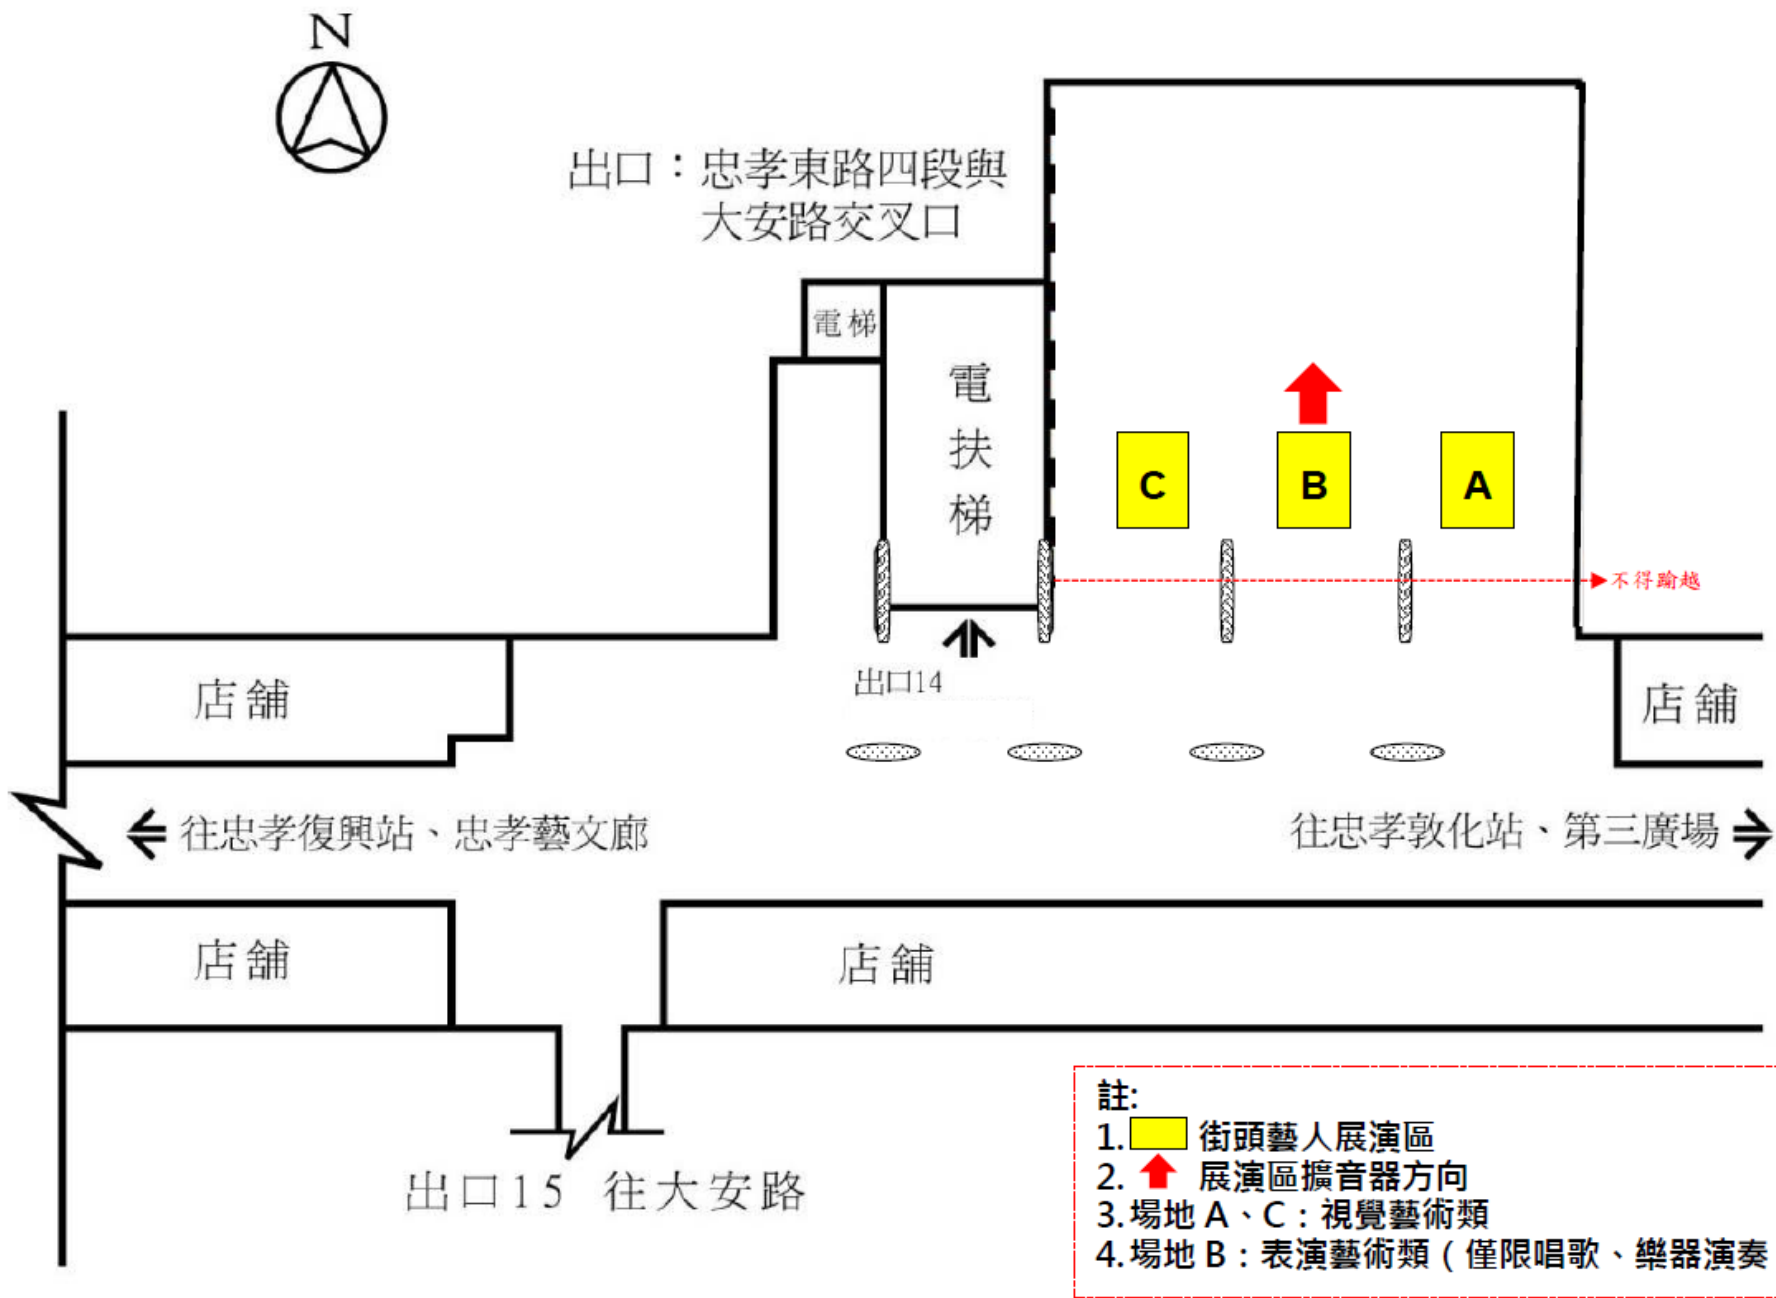 N
出口：忠孝東路四段與
大安路交叉口
電梯
電扶梯
C
B
A
不得踰越
出口14
店舖
店舖
往忠孝復興站、忠孝藝文廊
往忠孝敦化站、第三廣場
店舖
店舖
出口15 往大安路
註:
1. 街頭藝人展演區
2. 展演區擴音器方向
3.場地 A、C：視覺藝術類
4.場地 B：表演藝術類（僅限唱歌、樂器演奏